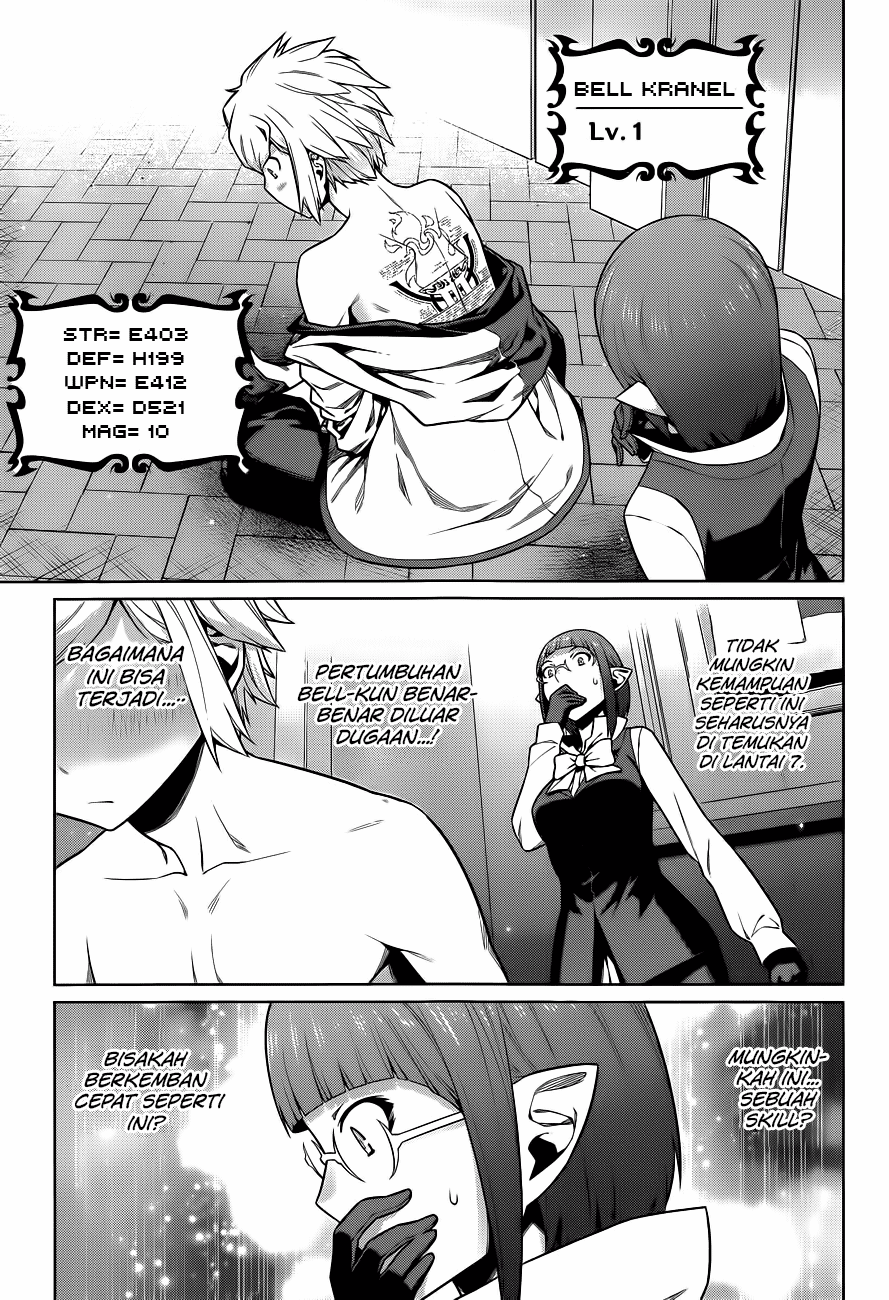 BELL KRANEL
Lv. 1
STR= E403
DEF= H199
WPN= E412
DEX= D521
MAG= 10
TIDAK
MUNGKIN
KEMAMPUAN
SEPERTI INI
SEHARUSNYA
DI TEMUKAN
DI LANTAI 7.
PERTUMBUHAN
BELL-KUN BENAR-
BENAR DILUAR
DUGAAN...!
BAGAIMANA
INI BISA
TERJADI.....
MUNGKIN-
KAH INI...
SEBUAH
SKILL?
BISAKAH
BERKEMBAN
CEPAT SEPERTI
INI?